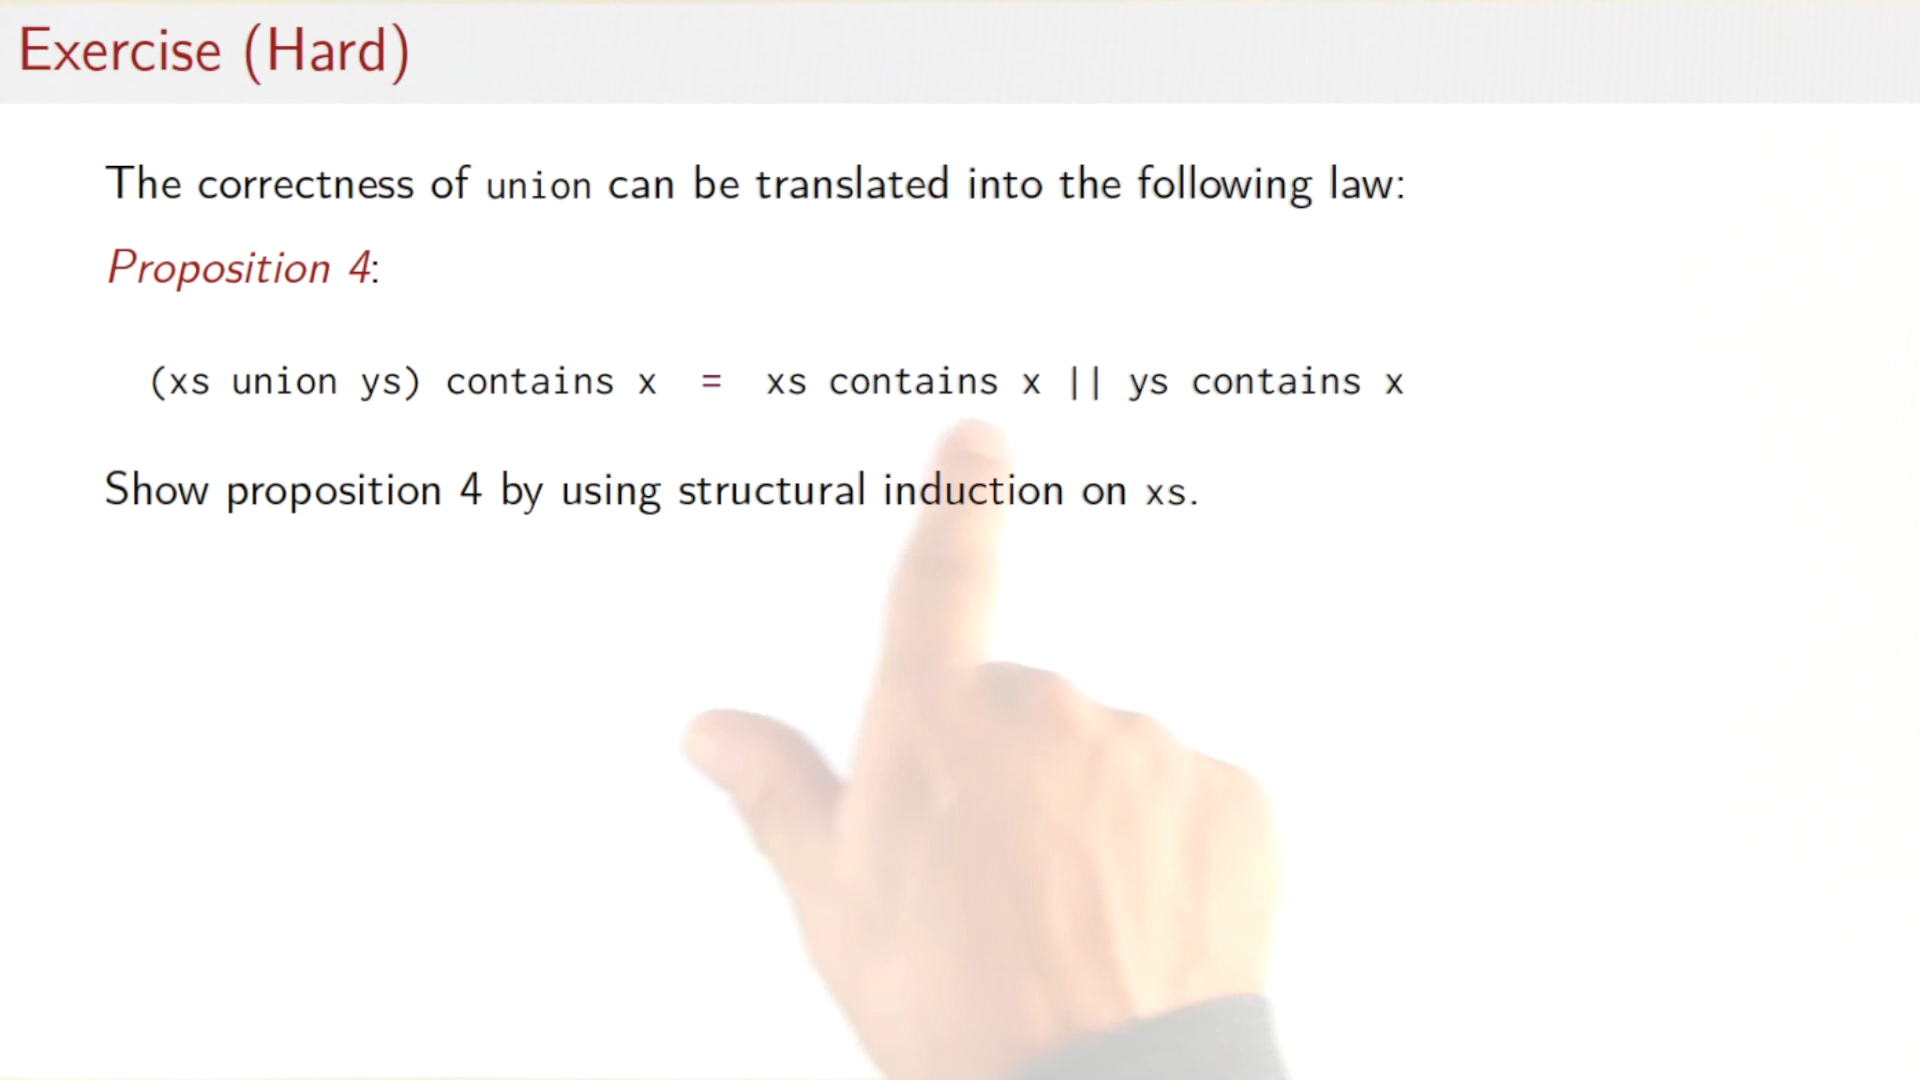 Exercise (Hard)
The correctness of union can be translated into the following law:
Proposition 4:
(xs union ys) contains x = xs contains x || ys contains x
Show proposition 4 by using structural induction on xs.